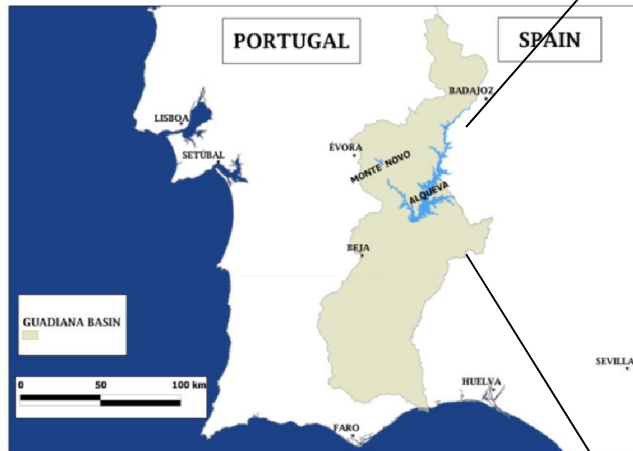 PORTUGAL
SPAIN
BADAJOZ
LISBOA
ÉVORA
SETÚBAL
MONTE NOVO
ALQUEVA
BEJA
GUADIANA BASIN
SEVILLA
0 50 100 km
HUELVA
FARO